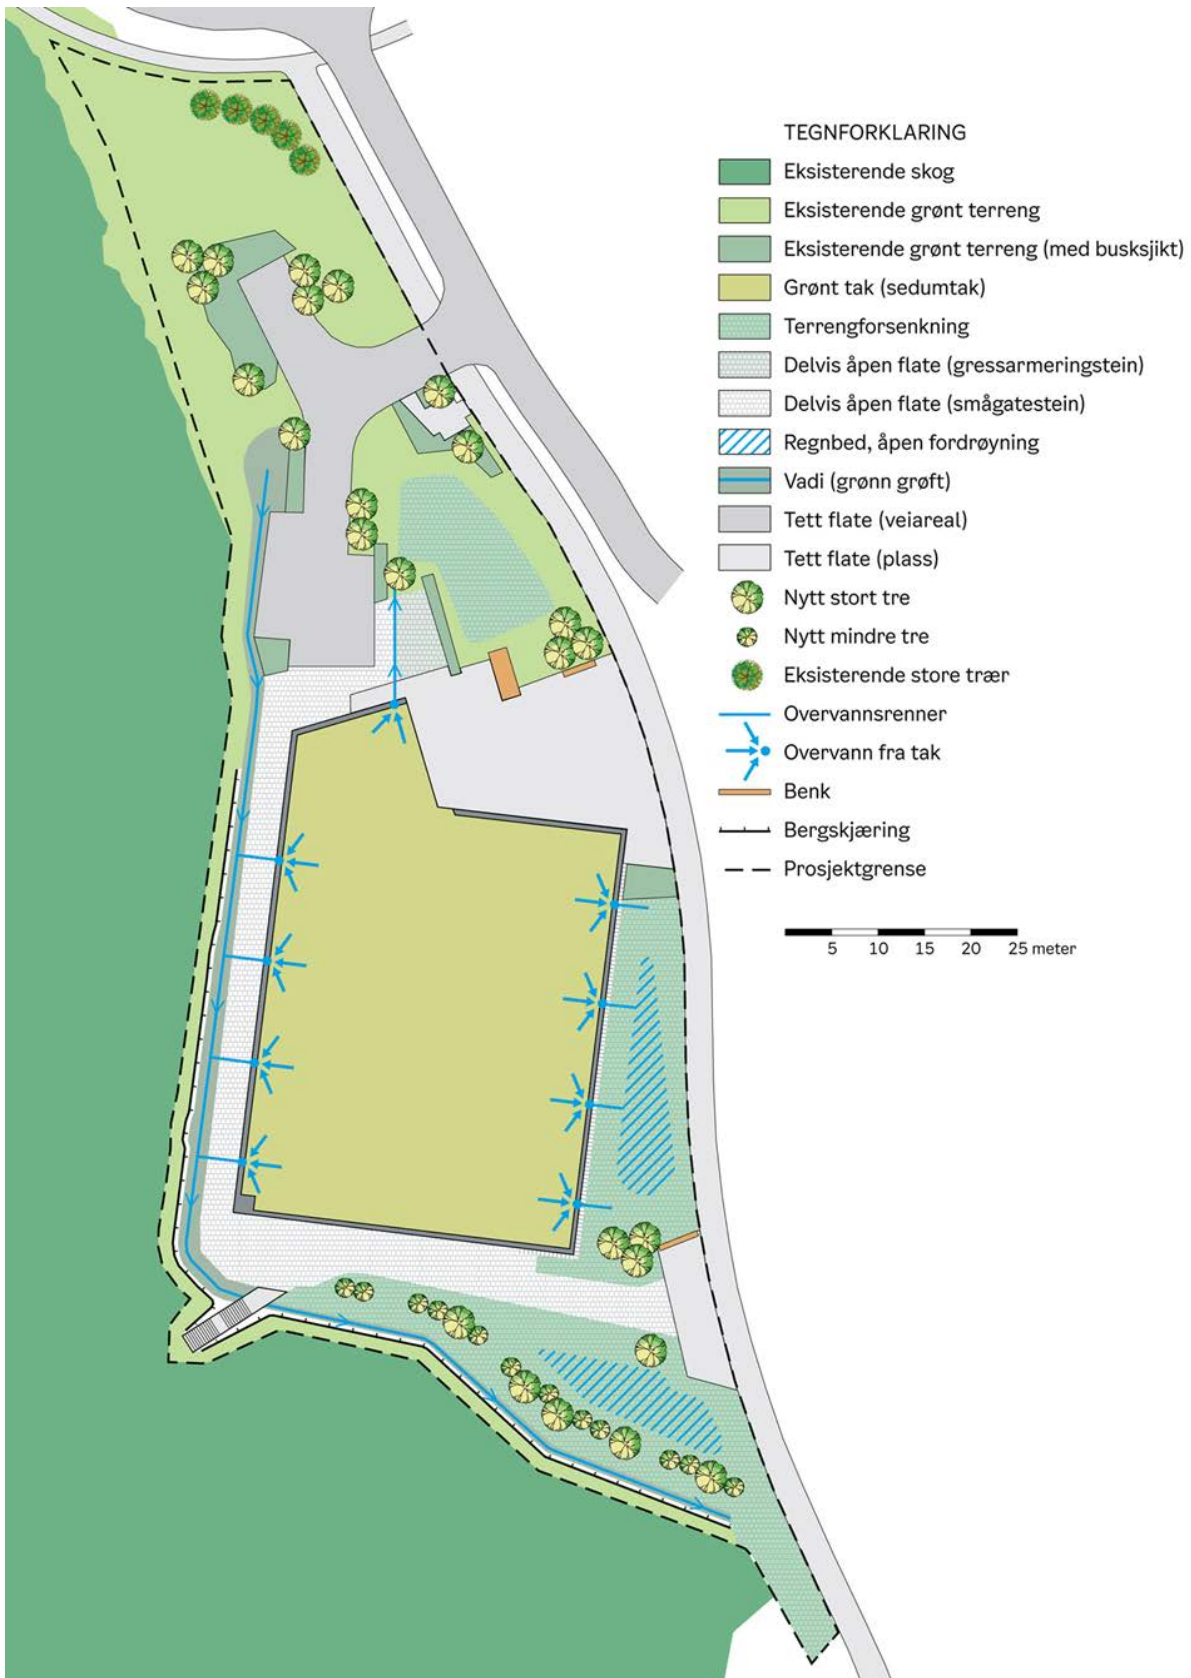 TEGNFORKLARING
Eksisterende skog
Eksisterende grønt terreng
Eksisterende grønt terreng (med busksjikt)
Grønt tak (sedumtak)
Terrengforsenkning
Delvis åpen flate (gressarmeringstein)
Delvis åpen flate (smågatestein)
Regnbed, åpen fordrøyning
Vadi (grønn grøft)
Tett flate (veiareal)
Tett flate (plass)
Nytt stort tre
Nytt mindre tre
Eksisterende store trær
Overvannsrenner
Overvann fra tak
Benk
Bergskjæring
Prosjektgrense
5 10 15 20 25 meter